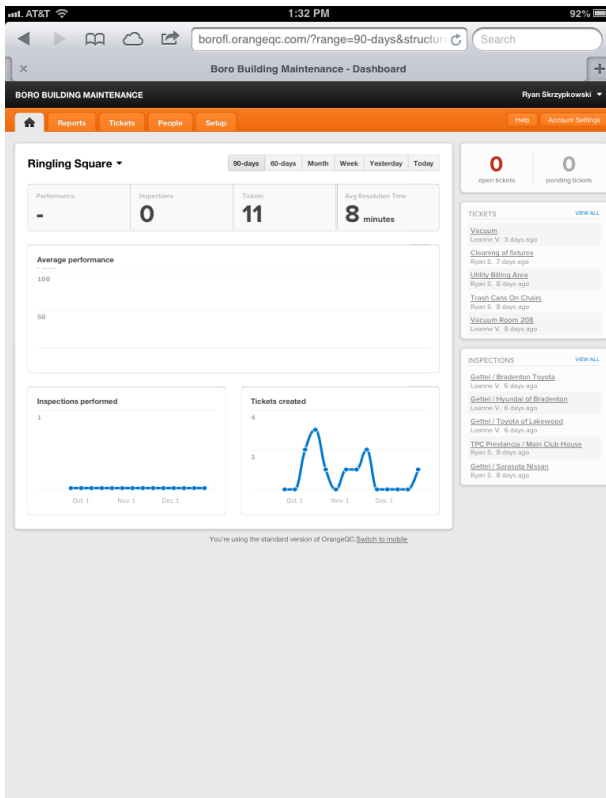 AT&T 1:32 PM 92%
borofl.orangeqc.com/?range=90-days&structur Search
Boro Building Maintenance - Dashboard
BORO BUILDING MAINTENANCE Ryan Skrzypkowski
Reports Tickets People Setup Help Account Settings
Ringling Square 90-days 60-days Month Week Yesterday Today
Performance Inspections Tickets Avg Resolution Time
- 0 11 8 minutes
Average performance
100
50
Inspections performed
1
Oct 1 Nov 1 Dec 1
Tickets created
4
2
Oct 1 Nov 1 Dec 1
0 0
open tickets pending tickets
TICKETS VIEW ALL
Vacuum
Leanne V. 3 days ago
Cleaning of fixtures
Ryan S. 7 days ago
Utility Billing Area
Ryan S. 8 days ago
Trash Cans On Chairs
Ryan S. 8 days ago
Vacuum Room 208
Leanne V. 8 days ago
INSPECTIONS VIEW ALL
Gettel / Bradenton Toyota
Leanne V. 6 days ago
Gettel / Hyundai of Bradenton
Leanne V. 6 days ago
Gettel / Toyota of Lakewood
Leanne V. 6 days ago
TPC Prestancia / Main Club House
Ryan S. 8 days ago
Gettel / Sarasota Nissan
Ryan S. 8 days ago
You're using the standard version of OrangeQC.Switch to mobile